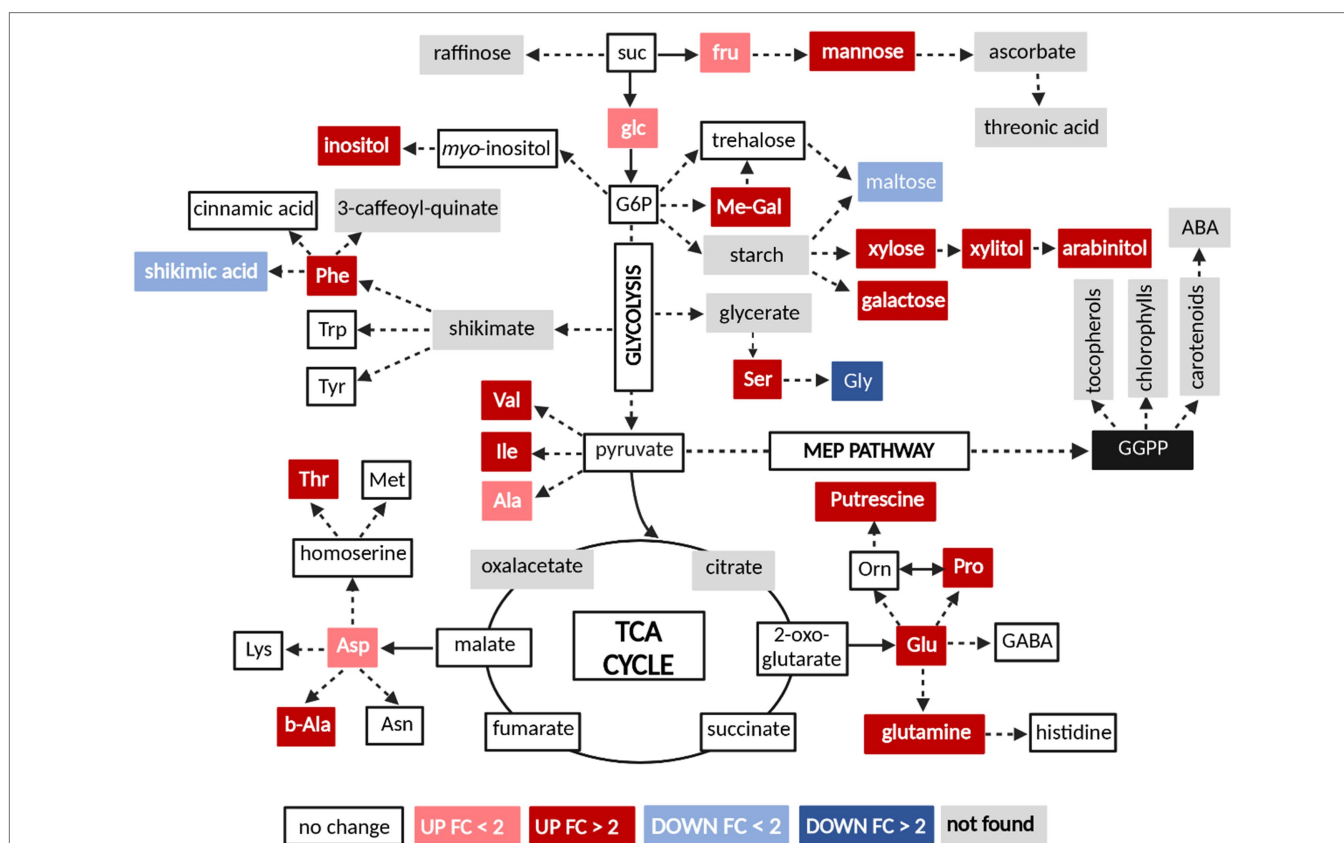 raffinose
suc
fru
mannose
ascorbate
threonic acid
glc
inositol
myo-inositol
trehalose
maltose
G6P
Me-Gal
cinnamic acid
3-caffeoyl-quinate
starch
xylose
xylitol
arabinitol
ABA
shikimic acid
Phe
galactose
GLYCOLYSIS
glycerate
Trp
shikimate
tocopherols
chlorophylls
carotenoids
Tyr
Ser
Gly
Val
Ile
Ala
pyruvate
MEP PATHWAY
GGPP
Thr
Met
Putrescine
homoserine
oxalacetate
citrate
Orn
Pro
Lys
Asp
malate
TCA
CYCLE
2-oxo-
glutarate
Glu
GABA
b-Ala
Asn
fumarate
succinate
glutamine
histidine
no change
UP FC < 2
UP FC > 2
DOWN FC < 2
DOWN FC > 2
not found